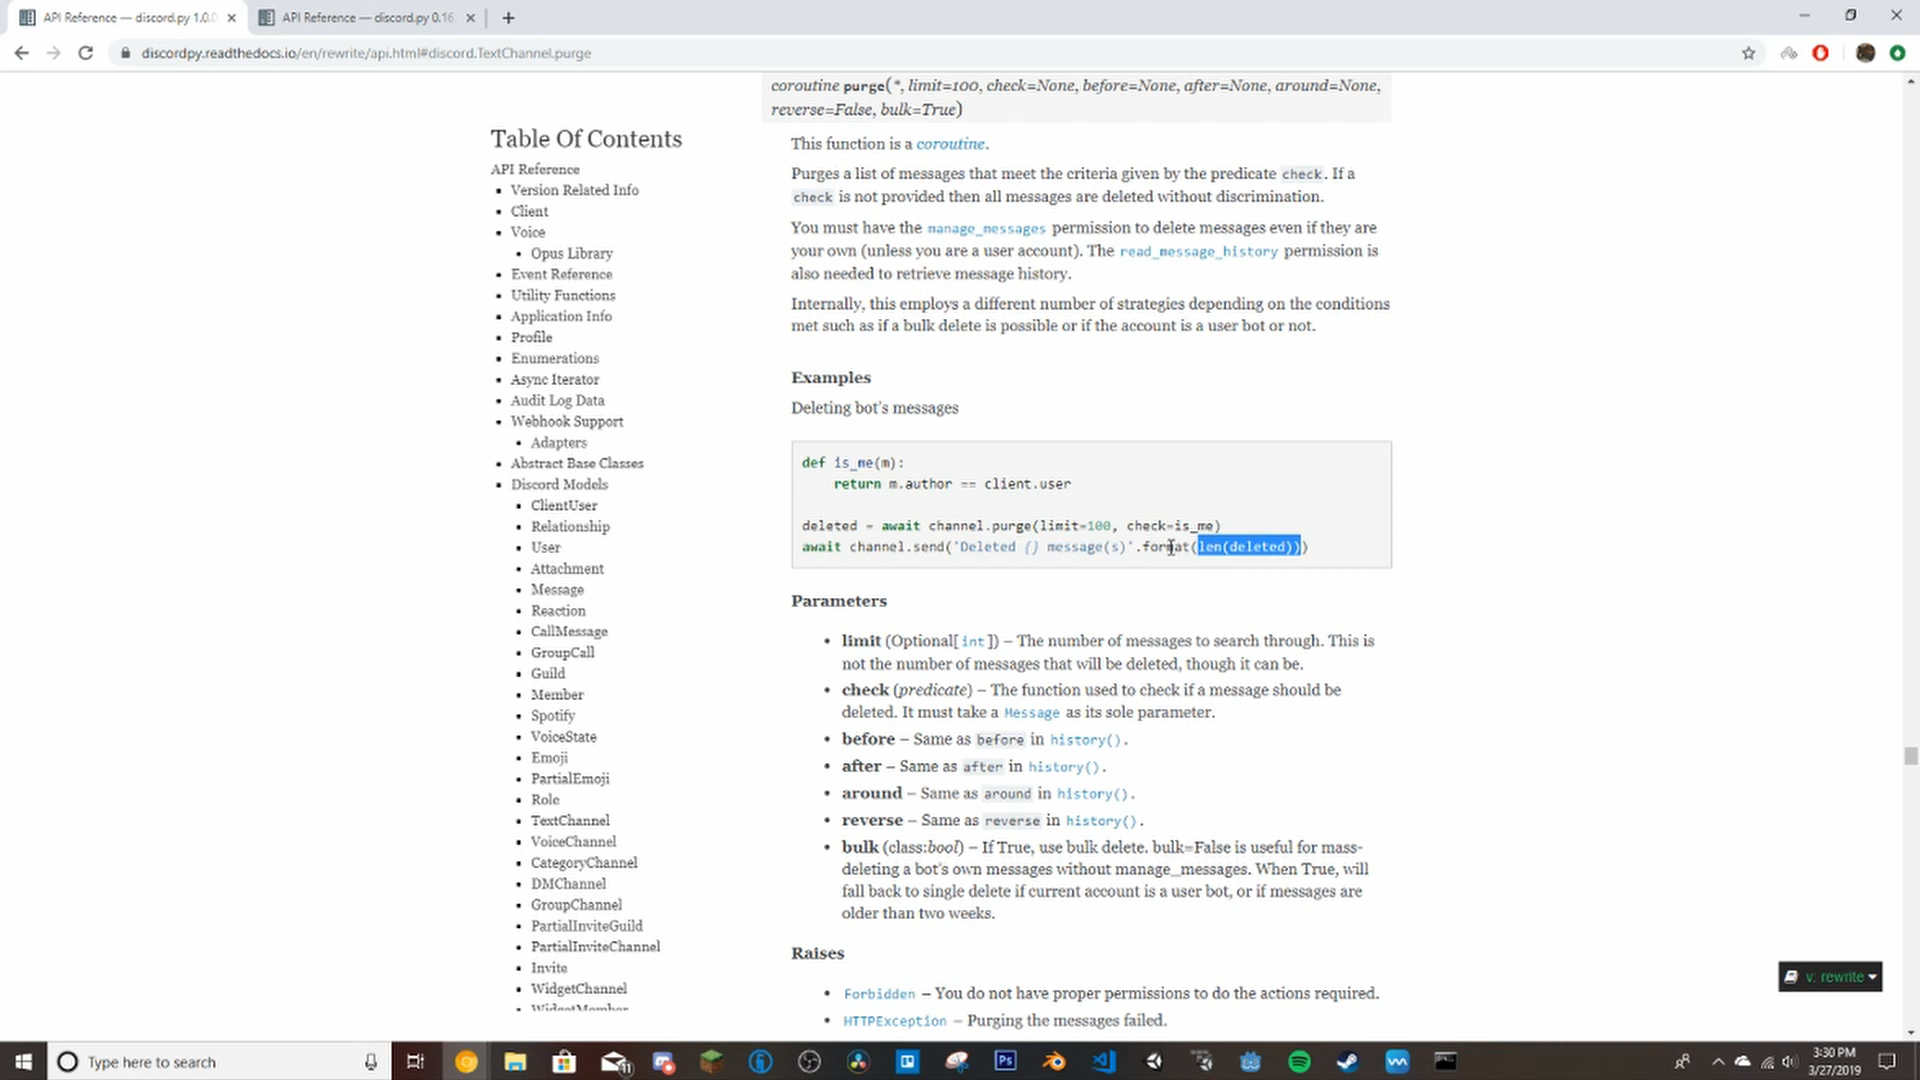 API Reference — discord.py 1.0.0
API Reference — discord.py 0.16
discordpy.readthedocs.io/en/rewrite/api.html#discord.TextChannel.purge
Table Of Contents
API Reference
Version Related Info
Client
Voice
Opus Library
Event Reference
Utility Functions
Application Info
Profile
Enumerations
Async Iterator
Audit Log Data
Webhook Support
Adapters
Abstract Base Classes
Discord Models
ClientUser
Relationship
User
Attachment
Message
Reaction
CallMessage
GroupCall
Guild
Member
Spotify
VoiceState
Emoji
PartialEmoji
Role
TextChannel
VoiceChannel
CategoryChannel
DMChannel
GroupChannel
PartialInviteGuild
PartialInviteChannel
Invite
WidgetChannel
WidgetMember
coroutine purge(*, limit=100, check=None, before=None, after=None, around=None,
reverse=False, bulk=True)
This function is a coroutine.
Purges a list of messages that meet the criteria given by the predicate check. If a
check is not provided then all messages are deleted without discrimination.
You must have the manage_messages permission to delete messages even if they are
your own (unless you are a user account). The read_message_history permission is
also needed to retrieve message history.
Internally, this employs a different number of strategies depending on the conditions
met such as if a bulk delete is possible or if the account is a user bot or not.
Examples
Deleting bot's messages
def is_me(m):
return m.author == client.user
deleted = await channel.purge(limit=100, check=is_me)
await channel.send('Deleted {} message(s)'.format(len(deleted)))
Parameters
limit (Optional[int]) – The number of messages to search through. This is
not the number of messages that will be deleted, though it can be.
check (predicate) – The function used to check if a message should be
deleted. It must take a Message as its sole parameter.
before – Same as before in history().
after – Same as after in history().
around – Same as around in history().
reverse – Same as reverse in history().
bulk (class:bool) – If True, use bulk delete. bulk=False is useful for mass-
deleting a bot's own messages without manage_messages. When True, will
fall back to single delete if current account is a user bot, or if messages are
older than two weeks.
Raises
Forbidden – You do not have proper permissions to do the actions required.
HTTPException – Purging the messages failed.
v: rewrite
Type here to search
11
Ps
3:30 PM
3/27/2019